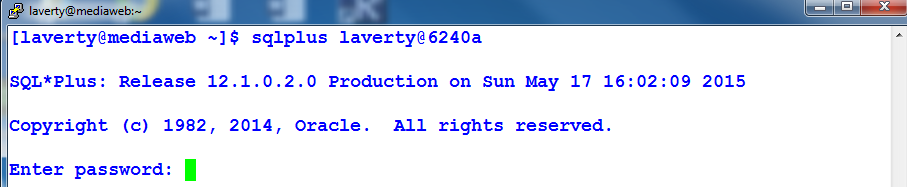 laverty@mediaweb:~
[laverty@mediaweb ~]$ sqlplus laverty@6240a
SQL*Plus: Release 12.1.0.2.0 Production on Sun May 17 16:02:09 2015
Copyright (c) 1982, 2014, Oracle.  All rights reserved.
Enter password: